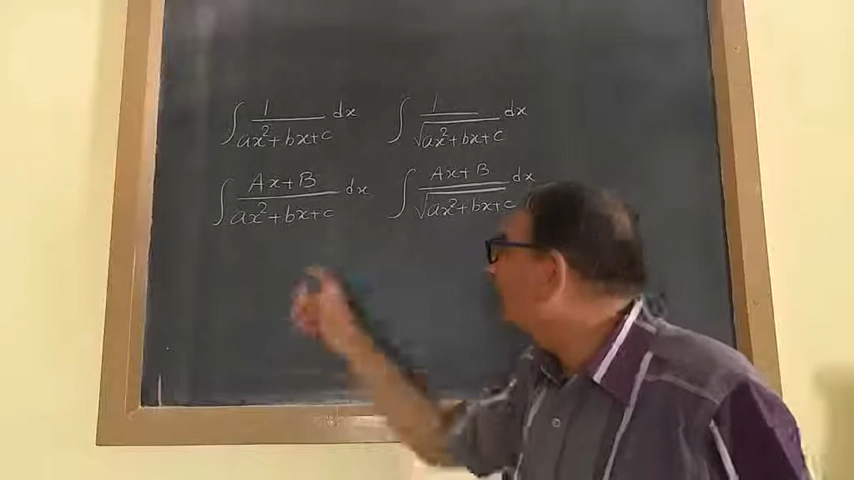 ∫ 1/(ax²+bx+c) dx ∫ 1/√(ax²+bx+c) dx
∫ (Ax+B)/(ax²+bx+c) dx ∫ (Ax+B)/√(ax²+bx+c) dx